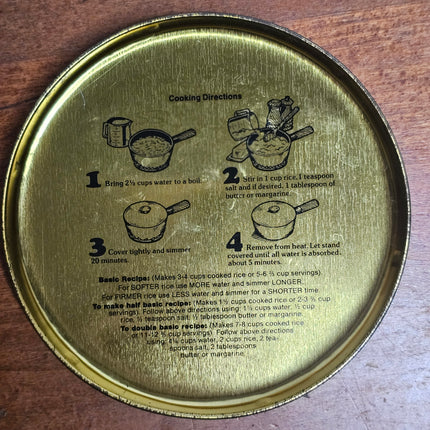 Cooking Directions
1 Bring 2½ cups water to a boil.
2 Stir in 1 cup rice, 1 teaspoon
salt and if desired, 1 tablespoon of
butter or margarine.
3 Cover tightly and simmer
20 minutes.
4 Remove from heat. Let stand
covered until all water is absorbed,
about 5 minutes.
Basic Recipe: (Makes 3-4 cups cooked rice or 5-6 ⅔ cup servings).
For SOFTER rice use MORE water and simmer LONGER.
For FIRMER rice use LESS water and simmer for a SHORTER time.
To make half basic recipe: (Makes 1½ cups cooked rice or 2-3 ⅔ cup
servings). Follow above directions using: 1⅓ cups water, ½ cup
rice, ½ teaspoon salt, ½ tablespoon butter or margarine.
To double basic recipe: (Makes 7-8 cups cooked rice
or 11-12 ⅔ cup servings). Follow above directions
using: cups water, 2 cups rice, 2 tea-
spoons salt, 2 tablespoons
butter or margarine.